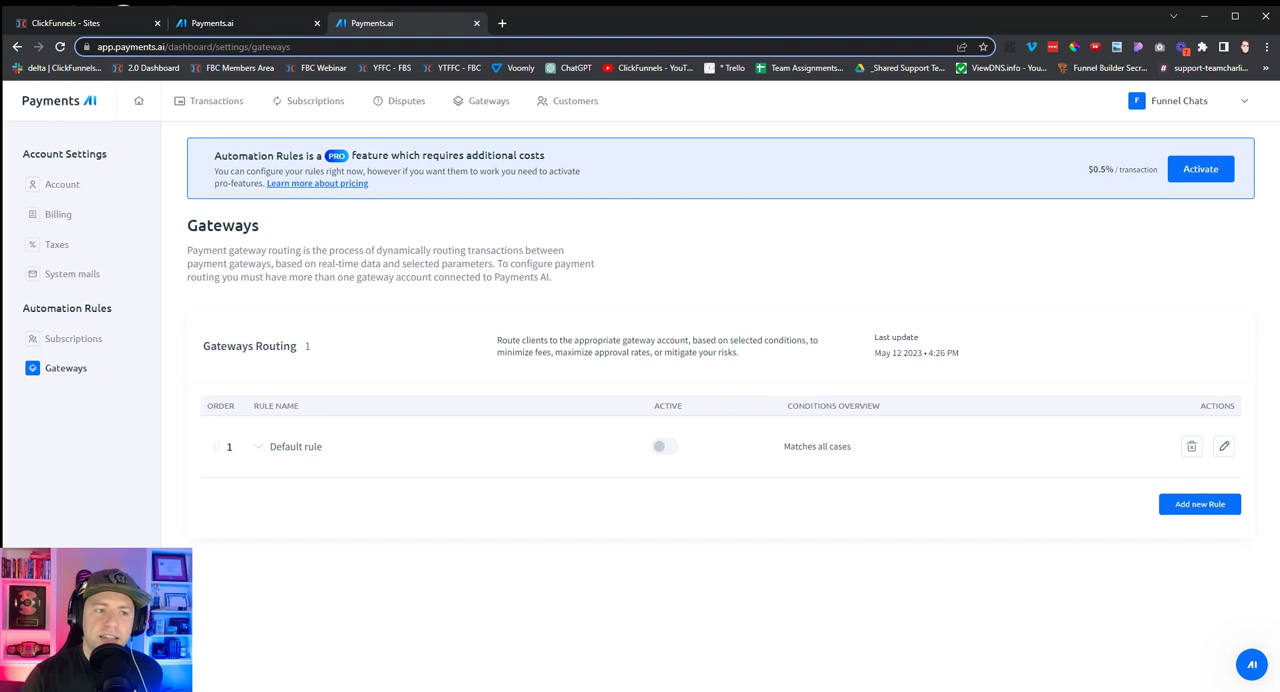 ClickFunnels - Sites
Payments.ai
Payments.ai
app.payments.ai/dashboard/settings/gateways
delta | ClickFunnels...
2.0 Dashboard
FBC Members Area
FBC Webinar
YFFC - FBS
YTFFC - FBC
Voomly
ChatGPT
ClickFunnels - YouT...
* Trello
Team Assignments...
_Shared Support Te...
ViewDNS.info - You...
Funnel Builder Secr...
support-teamcharli...
»
Payments AI
Transactions
Subscriptions
Disputes
Gateways
Customers
F
Funnel Chats
Account Settings
Account
Billing
Taxes
System mails
Automation Rules
Subscriptions
Gateways
Automation Rules is a PRO feature which requires additional costs
You can configure your rules right now, however if you want them to work you need to activate
pro-features. Learn more about pricing
$0.5% / transaction
Activate
Gateways
Payment gateway routing is the process of dynamically routing transactions between
payment gateways, based on real-time data and selected parameters. To configure payment
routing you must have more than one gateway account connected to Payments AI.
Gateways Routing 1
Route clients to the appropriate gateway account, based on selected conditions, to
minimize fees, maximize approval rates, or mitigate your risks.
Last update
May 12 2023 • 4:26 PM
ORDER RULE NAME ACTIVE CONDITIONS OVERVIEW ACTIONS
1 Default rule Matches all cases
Add new Rule
AI